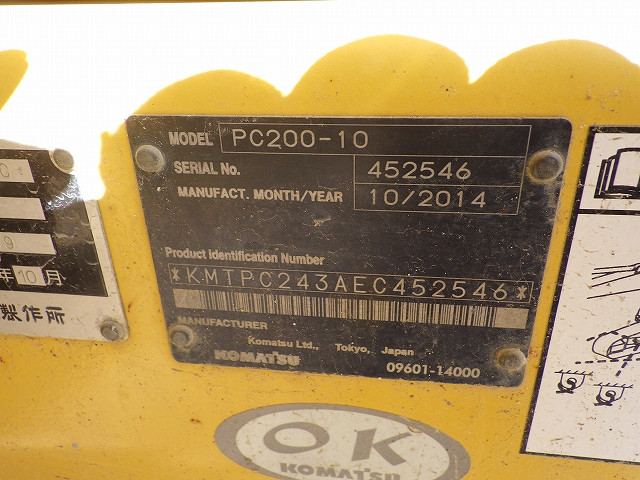 MODEL PC200-10
SERIAL No. 452546
MANUFACT. MONTH/YEAR 10/2014
Product Identification Number
*KMTPC243AEC452546*
MANUFACTURER
Komatsu Ltd., Tokyo, Japan
KOMATSU 09601-14000
OK
KOMATSU
C
9
年10月
製作所